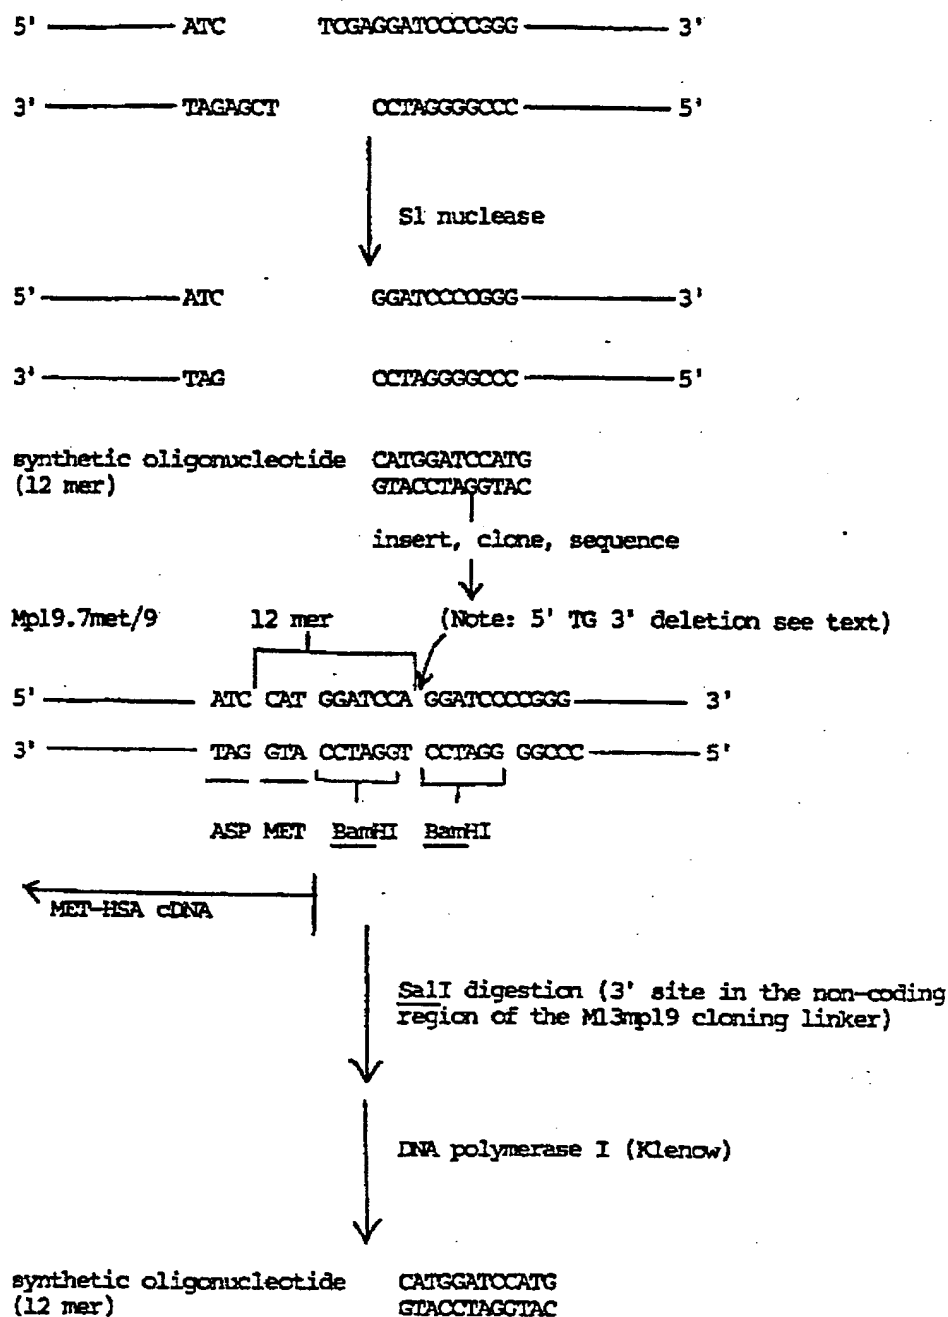 5' ATC TCGAGGATCCCCGGG 3'
3' TAGAGCT CCTAGGGGCCC 5'
S1 nuclease
5' ATC GGATCCCCGGG 3'
3' TAG CCTAGGGGCCC 5'
synthetic oligonucleotide CATGGATCCATG
(12 mer) GTACCTAGGTAC
insert, clone, sequence
Mp19.7met/9 12 mer (Note: 5' TG 3' deletion see text)
5' ATC CAT GGATCCA GGATCCCCGGG 3'
3' TAG GTA CCTAGGT CCTAGG GGCCC 5'
ASP MET BamHI BamHI
MET-HSA cDNA
SalI digestion (3' site in the non-coding
region of the M13mp19 cloning linker)
DNA polymerase I (Klenow)
synthetic oligonucleotide CATGGATCCATG
(12 mer) GTACCTAGGTAC